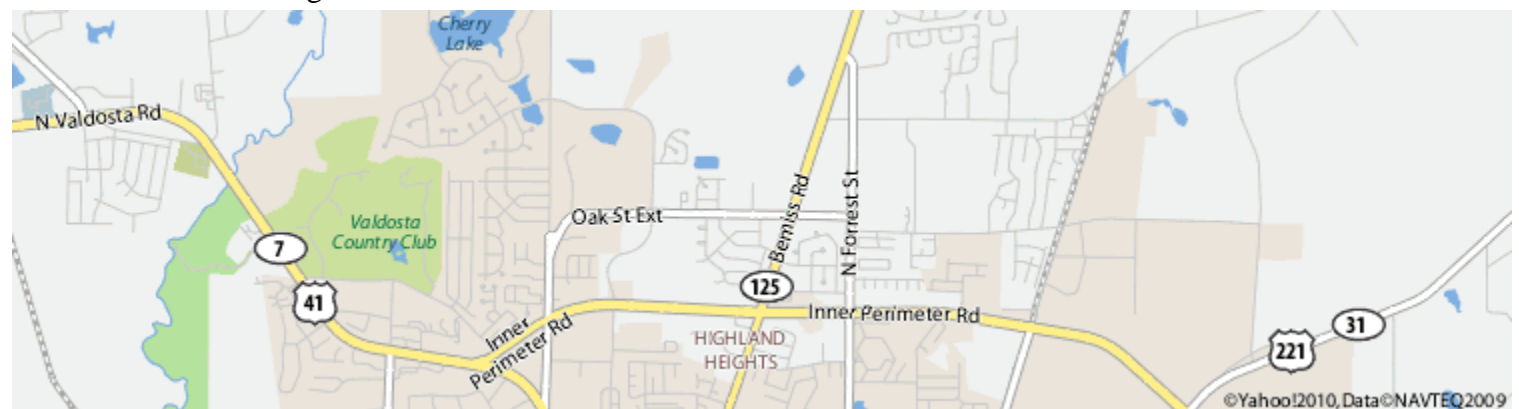 Cherry
Lake
N Valdosta Rd
Valdosta
Country Club
Oak St Ext
Bemiss Rd
N Forrest St
7
41
125
Inner
Perimeter Rd
Inner Perimeter Rd
HIGHLAND
HEIGHTS
221
31
©Yahoo!2010, Data©NAVTEQ2009